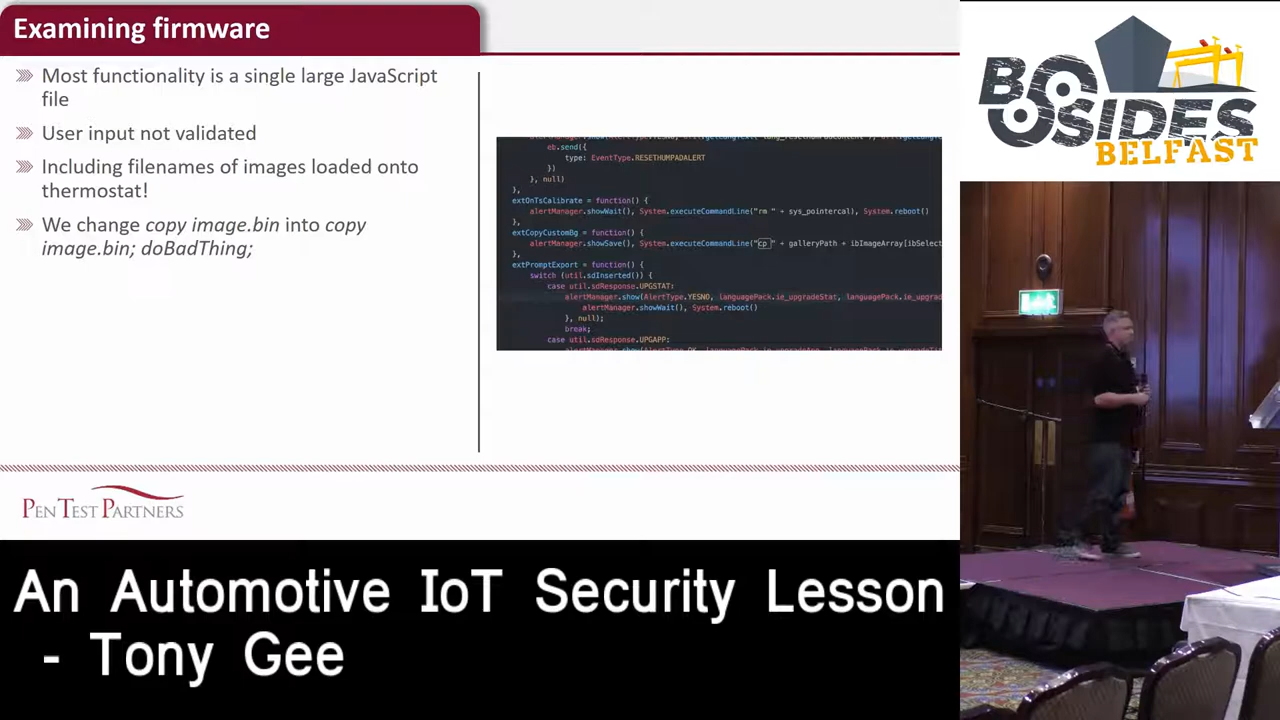 Examining firmware
Most functionality is a single large JavaScript
file
User input not validated
Including filenames of images loaded onto
thermostat!
We change copy image.bin into copy
image.bin; doBadThing;
eb.send({
type: EventType.RESETHUMPADALERT
})
}, null)
},
extOnTsCalibrate = function() {
alertManager.showWait(), System.executeCommandLine("rm " + sys_pointercal), System.reboot()
},
extCopyCustomBg = function() {
alertManager.showSave(), System.executeCommandLine("cp " + galleryPath + ibImageArray[ibSelect
},
extPromptExport = function() {
switch (util.sdInserted()) {
case util.sdResponse.UPGSTAT:
alertManager.show(AlertType.YESNO, languagePack.ie_upgradeStat, languagePack.ie_upgrad
alertManager.showWait(), System.reboot()
}, null);
break;
case util.sdResponse.UPGAPP:
PEN TEST PARTNERS
BSIDES
BELFAST
An Automotive IoT Security Lesson
- Tony Gee